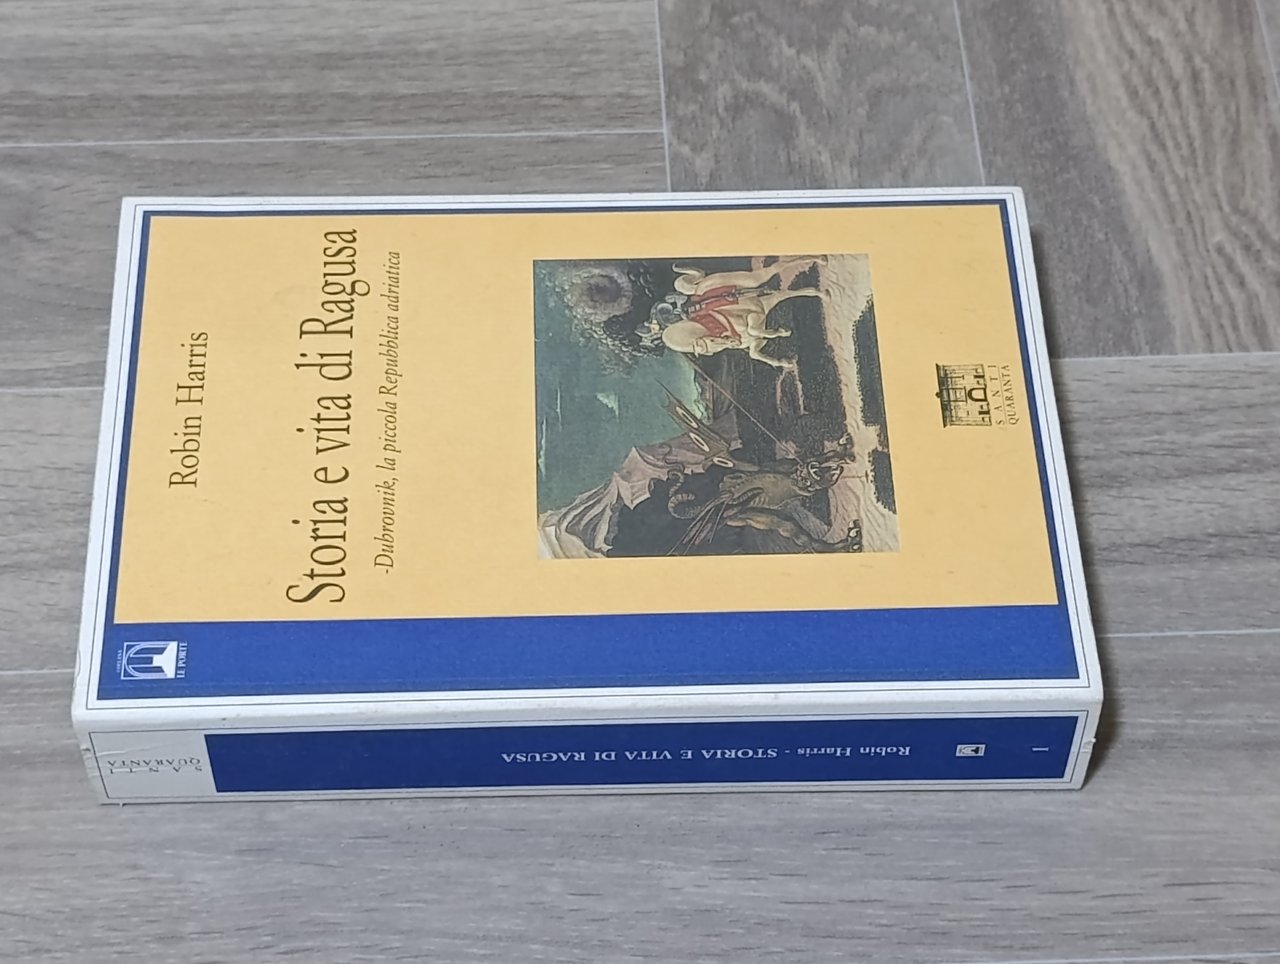 Robin Harris
Storia e vita di Ragusa
-Dubrovnik, la piccola Repubblica adriatica
SANTI
QUARANTA
COLLANA
LE PORTE
1
Robin Harris - STORIA E VITA DI RAGUSA
SANTI
QUARANTA